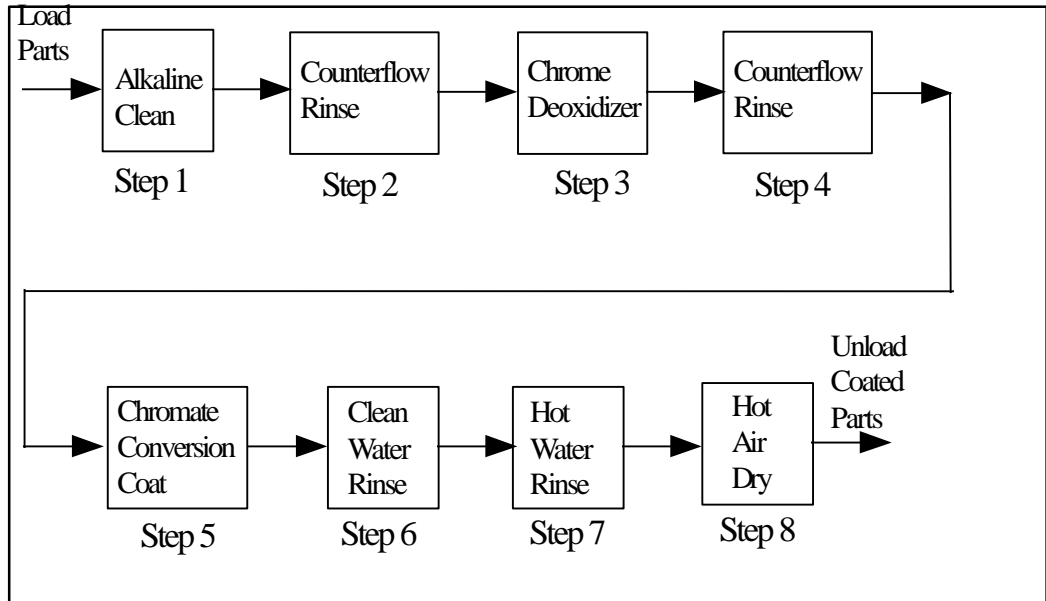 Load
Parts
Alkaline
Clean
Step 1
Counterflow
Rinse
Step 2
Chrome
Deoxidizer
Step 3
Counterflow
Rinse
Step 4
Chromate
Conversion
Coat
Step 5
Clean
Water
Rinse
Step 6
Hot
Water
Rinse
Step 7
Hot
Air
Dry
Step 8
Unload
Coated
Parts